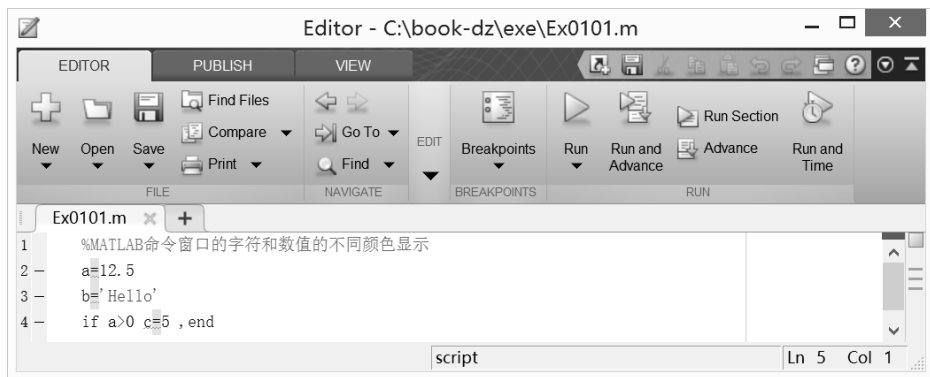 Editor - C:\book-dz\exe\Ex0101.m
EDITOR PUBLISH VIEW
New Open Save Find Files Compare Print
FILE
Go To Find
NAVIGATE
EDIT
Breakpoints
BREAKPOINTS
Run Run and Advance Run Section Advance Run and Time
RUN
Ex0101.m
1 %MATLAB命令窗口的字符和数值的不同颜色显示
2 – a=12.5
3 – b='Hello'
4 – if a>0 c=5 ,end
script Ln 5 Col 1